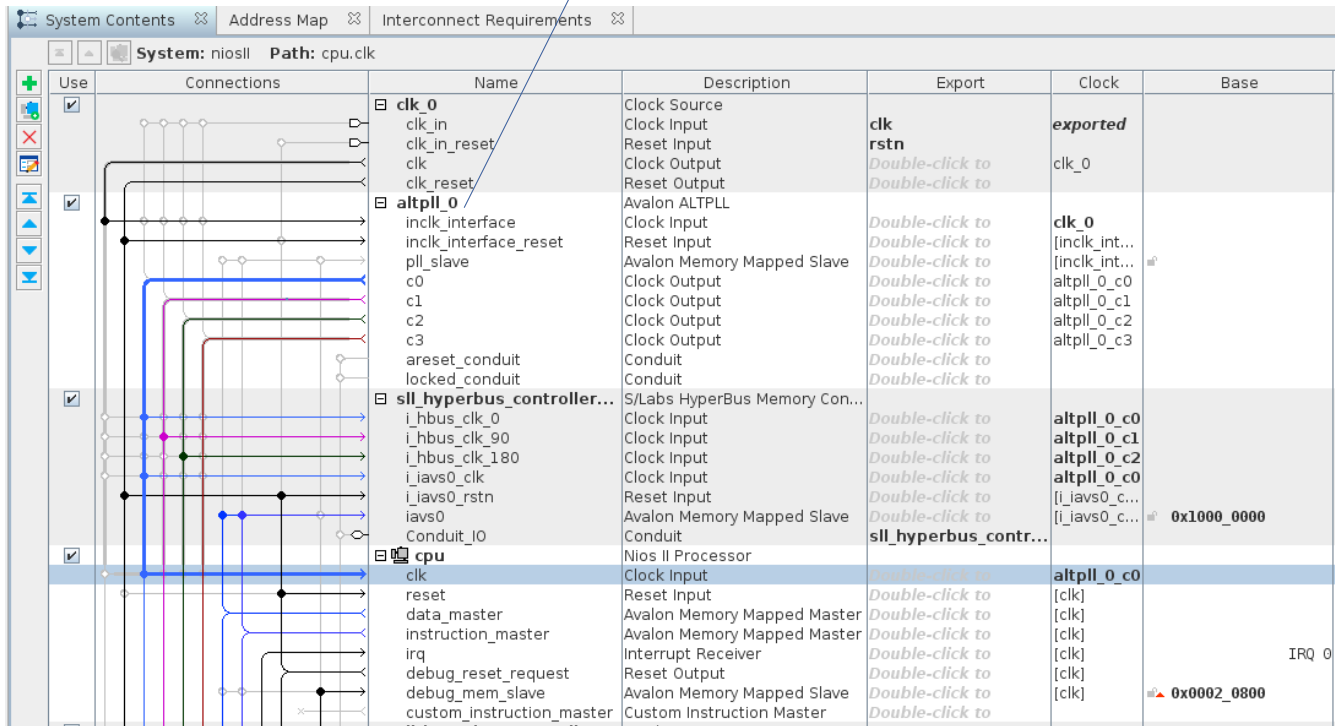 System Contents Address Map Interconnect Requirements
System: niosII Path: cpu.clk
Use Connections Name Description Export Clock Base
clk_0 Clock Source
clk_in Clock Input clk exported
clk_in_reset Reset Input rstn
clk Clock Output Double-click to clk_0
clk_reset Reset Output Double-click to
altpll_0 Avalon ALTPLL
inclk_interface Clock Input Double-click to clk_0
inclk_interface_reset Reset Input Double-click to [inclk_int...
pll_slave Avalon Memory Mapped Slave Double-click to [inclk_int...
c0 Clock Output Double-click to altpll_0_c0
c1 Clock Output Double-click to altpll_0_c1
c2 Clock Output Double-click to altpll_0_c2
c3 Clock Output Double-click to altpll_0_c3
areset_conduit Conduit Double-click to
locked_conduit Conduit Double-click to
sll_hyperbus_controller... S/Labs HyperBus Memory Con...
i_hbus_clk_0 Clock Input Double-click to altpll_0_c0
i_hbus_clk_90 Clock Input Double-click to altpll_0_c1
i_hbus_clk_180 Clock Input Double-click to altpll_0_c2
i_iavs0_clk Clock Input Double-click to altpll_0_c0
i_iavs0_rstn Reset Input Double-click to [i_iavs0_c...
iavs0 Avalon Memory Mapped Slave Double-click to [i_iavs0_c... 0x1000_0000
Conduit_IO Conduit sll_hyperbus_contr...
cpu Nios II Processor
clk Clock Input Double-click to altpll_0_c0
reset Reset Input Double-click to [clk]
data_master Avalon Memory Mapped Master Double-click to [clk]
instruction_master Avalon Memory Mapped Master Double-click to [clk]
irq Interrupt Receiver Double-click to [clk] IRQ 0
debug_reset_request Reset Output Double-click to [clk]
debug_mem_slave Avalon Memory Mapped Slave Double-click to [clk] 0x0002_0800
custom_instruction_master Custom Instruction Master Double-click to